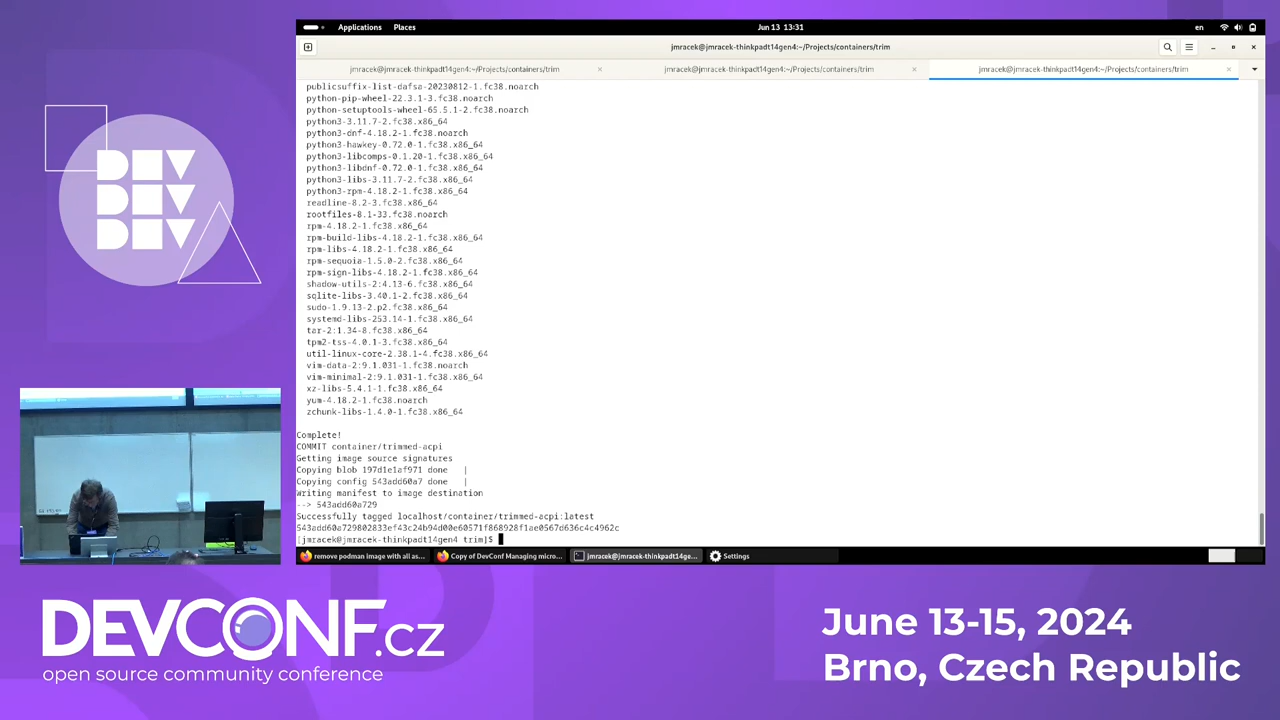 Applications Places
Jun 13 13:31
en
jmracek@jmracek-thinkpadt14gen4:~/Projects/containers/trim
jmracek@jmracek-thinkpadt14gen4:~/Projects/containers/trim
jmracek@jmracek-thinkpadt14gen4:~/Projects/containers/trim
jmracek@jmracek-thinkpadt14gen4:~/Projects/containers/trim
publicsuffix-list-dafsa-20230812-1.fc38.noarch
python-pip-wheel-22.3.1-3.fc38.noarch
python-setuptools-wheel-65.5.1-2.fc38.noarch
python3-3.11.7-2.fc38.x86_64
python3-dnf-4.18.2-1.fc38.noarch
python3-hawkey-0.72.0-1.fc38.x86_64
python3-libcomps-0.1.20-1.fc38.x86_64
python3-libdnf-0.72.0-1.fc38.x86_64
python3-libs-3.11.7-2.fc38.x86_64
python3-rpm-4.18.2-1.fc38.x86_64
readline-8.2-3.fc38.x86_64
rootfiles-8.1-33.fc38.noarch
rpm-4.18.2-1.fc38.x86_64
rpm-build-libs-4.18.2-1.fc38.x86_64
rpm-libs-4.18.2-1.fc38.x86_64
rpm-sequoia-1.5.0-2.fc38.x86_64
rpm-sign-libs-4.18.2-1.fc38.x86_64
shadow-utils-2:4.13-6.fc38.x86_64
sqlite-libs-3.40.1-2.fc38.x86_64
sudo-1.9.13-2.p2.fc38.x86_64
systemd-libs-253.14-1.fc38.x86_64
tar-2:1.34-8.fc38.x86_64
tpm2-tss-4.0.1-3.fc38.x86_64
util-linux-core-2.38.1-4.fc38.x86_64
vim-data-2:9.1.031-1.fc38.noarch
vim-minimal-2:9.1.031-1.fc38.x86_64
xz-libs-5.4.1-1.fc38.x86_64
yum-4.18.2-1.fc38.noarch
zchunk-libs-1.4.0-1.fc38.x86_64
Complete!
COMMIT container/trimmed-acpi
Getting image source signatures
Copying blob 197d1e1af971 done |
Copying config 543add60a7 done |
Writing manifest to image destination
--> 543add60a729
Successfully tagged localhost/container/trimmed-acpi:latest
543add60a729802833ef43c24b94d00e60571f868928f1ae0567d636c4c4962c
[jmracek@jmracek-thinkpadt14gen4 trim]$
remove podman image with all as...
Copy of DevConf Managing micro...
jmracek@jmracek-thinkpadt14ge...
Settings
DEV
DEV
DEV
DEVCONF.cz
open source community conference
June 13-15, 2024
Brno, Czech Republic